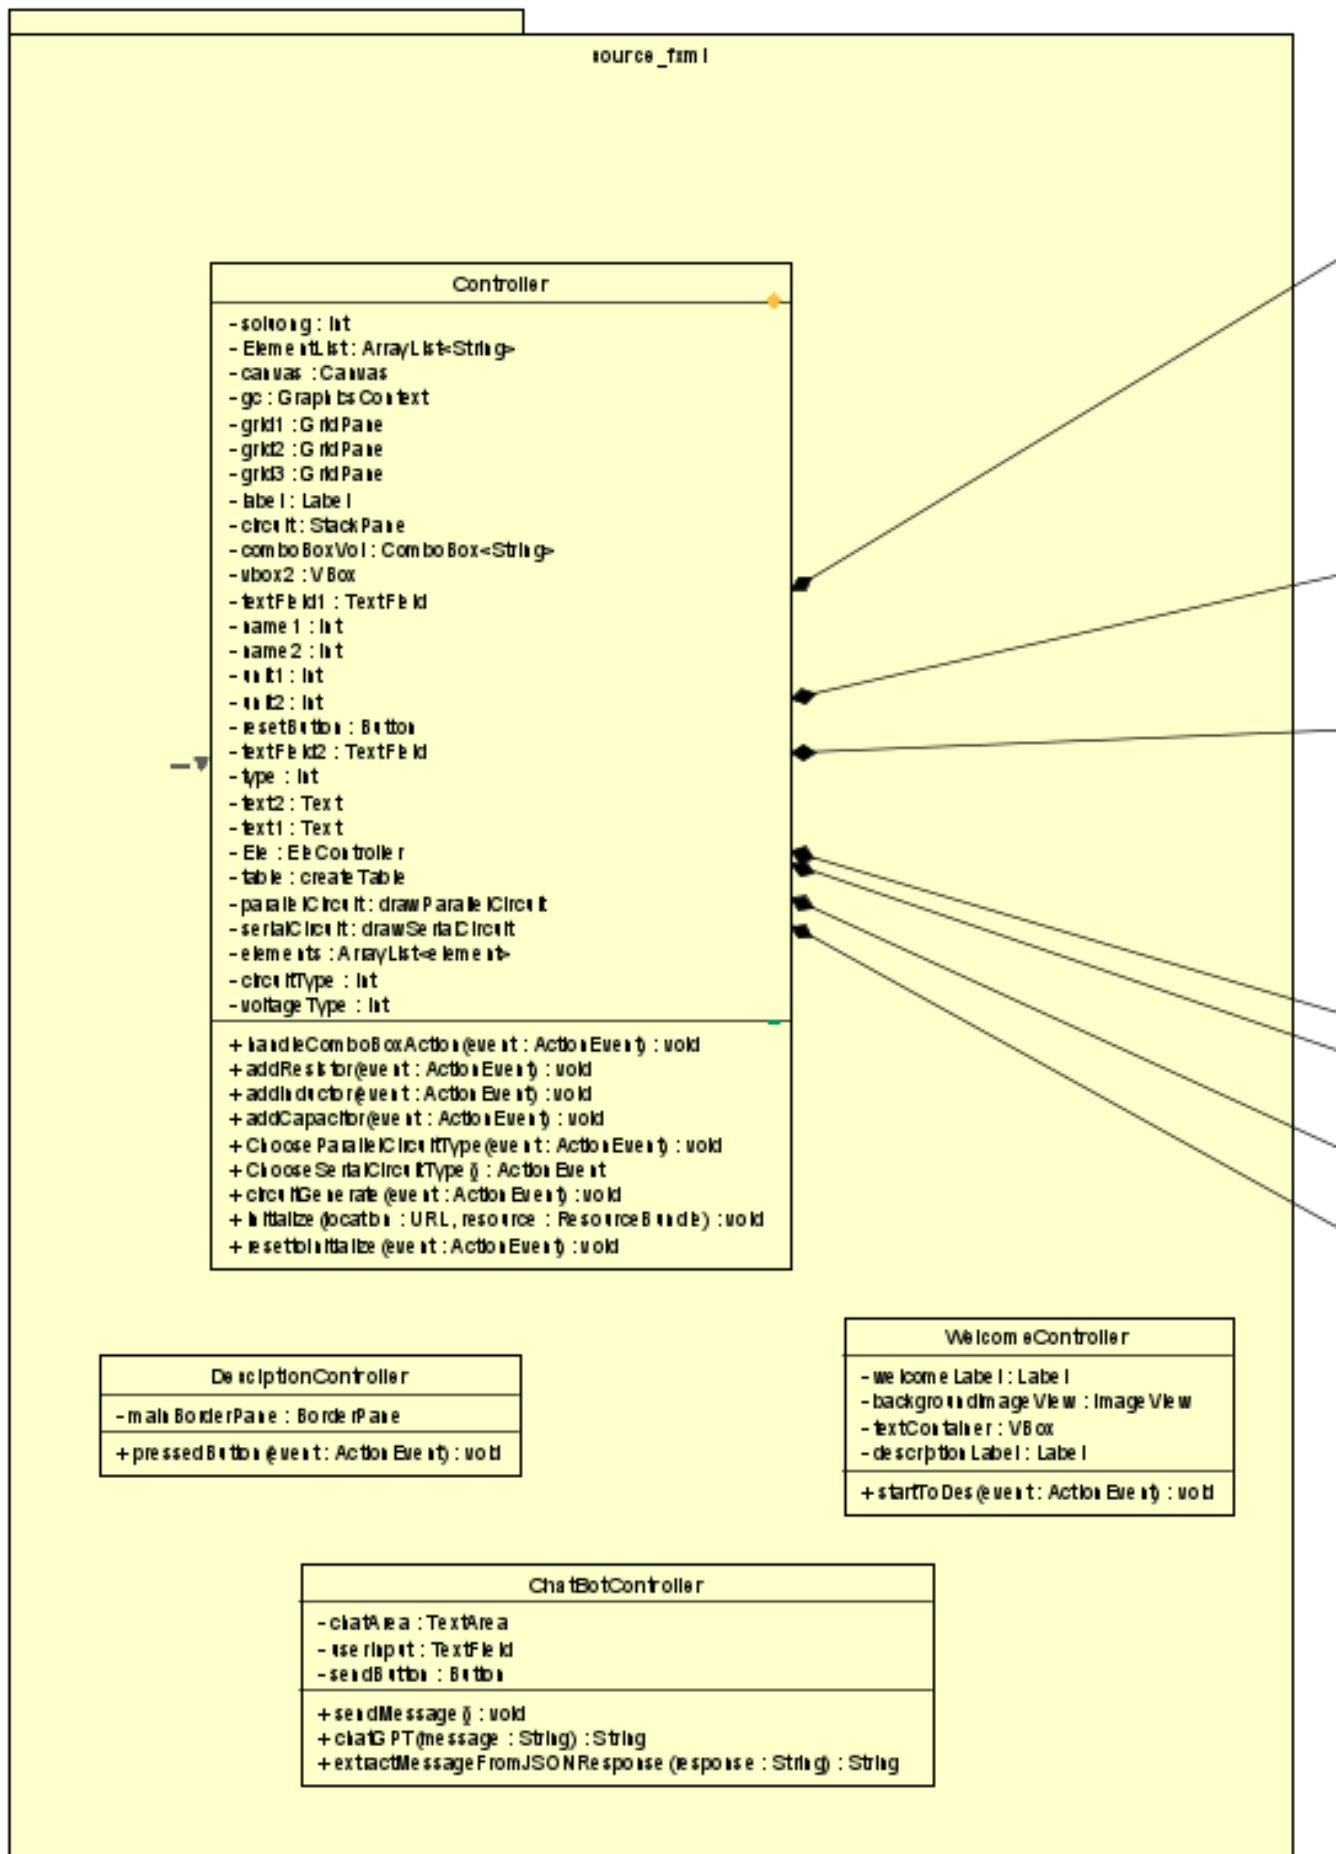 source_fxml
Controller
- soluong : int
- ElementList : ArrayList<String>
- canvas : Canvas
- gc : GraphicsContext
- grid1 : GridPane
- grid2 : GridPane
- grid3 : GridPane
- label : Label
- circuit : StackPane
- comboBoxVol : ComboBox<String>
- vbox2 : VBox
- textField1 : TextField
- name1 : int
- name2 : int
- unit1 : int
- unit2 : int
- resetButton : Button
- textField2 : TextField
- type : int
- text2 : Text
- text1 : Text
- Ele : EleController
- table : createTable
- parallelCircuit : drawParallelCircuit
- serialCircuit : drawSerialCircuit
- elements : ArrayList<element>
- circuitType : int
- voltageType : int
+ handleComboBoxAction(event : ActionEvent) : void
+ addResistor(event : ActionEvent) : void
+ addInductor(event : ActionEvent) : void
+ addCapacitor(event : ActionEvent) : void
+ ChooseParallelCircuitType(event : ActionEvent) : void
+ ChooseSerialCircuitType() : ActionEvent
+ circuitGenerate(event : ActionEvent) : void
+ initialize(location : URL, resource : ResourceBundle) : void
+ resettoInitialize(event : ActionEvent) : void
DesciptionController
- mainBorderPane : BorderPane
+ pressedButton(event : ActionEvent) : void
WelcomeController
- welcomeLabel : Label
- backgroundImageView : ImageView
- textContainer : VBox
- descriptionLabel : Label
+ startToDes(event : ActionEvent) : void
ChatBotController
- chatArea : TextArea
- userInput : TextField
- sendButton : Button
+ sendMessage() : void
+ chatGPT(message : String) : String
+ extractMessageFromJSONResponse(response : String) : String